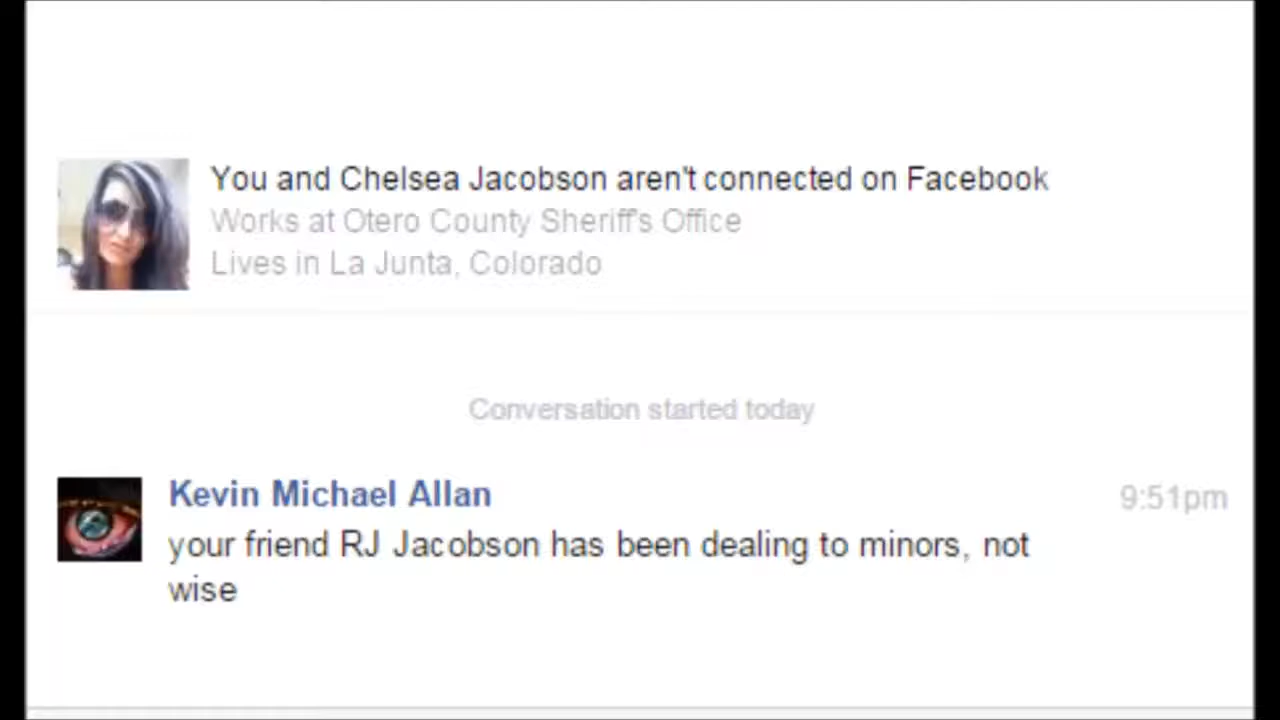 You and Chelsea Jacobson aren't connected on Facebook
Works at Otero County Sheriff's Office
Lives in La Junta, Colorado
Conversation started today
Kevin Michael Allan
9:51pm
your friend RJ Jacobson has been dealing to minors, not
wise